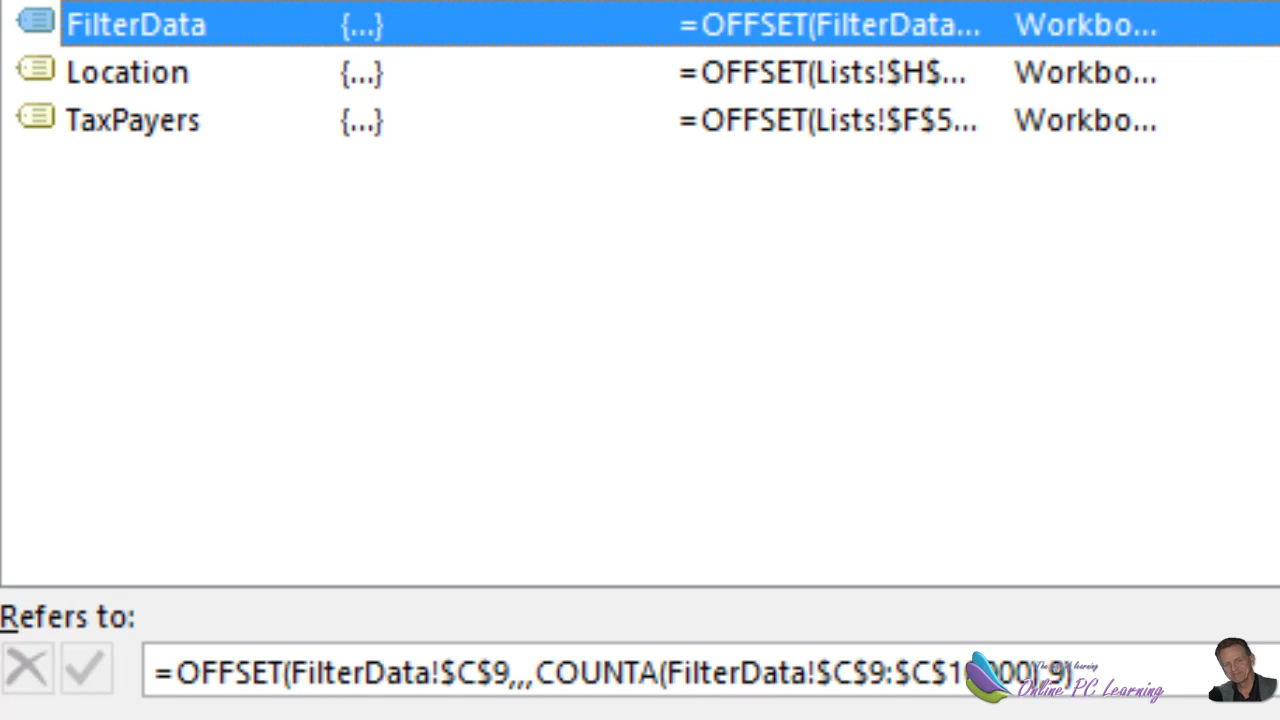 FilterData {...} =OFFSET(FilterData... Workbo...
Location {...} =OFFSET(Lists!$H$... Workbo...
TaxPayers {...} =OFFSET(Lists!$F$5... Workbo...
Refers to:
=OFFSET(FilterData!$C$9,,,COUNTA(FilterData!$C$9:
Online PC Learning